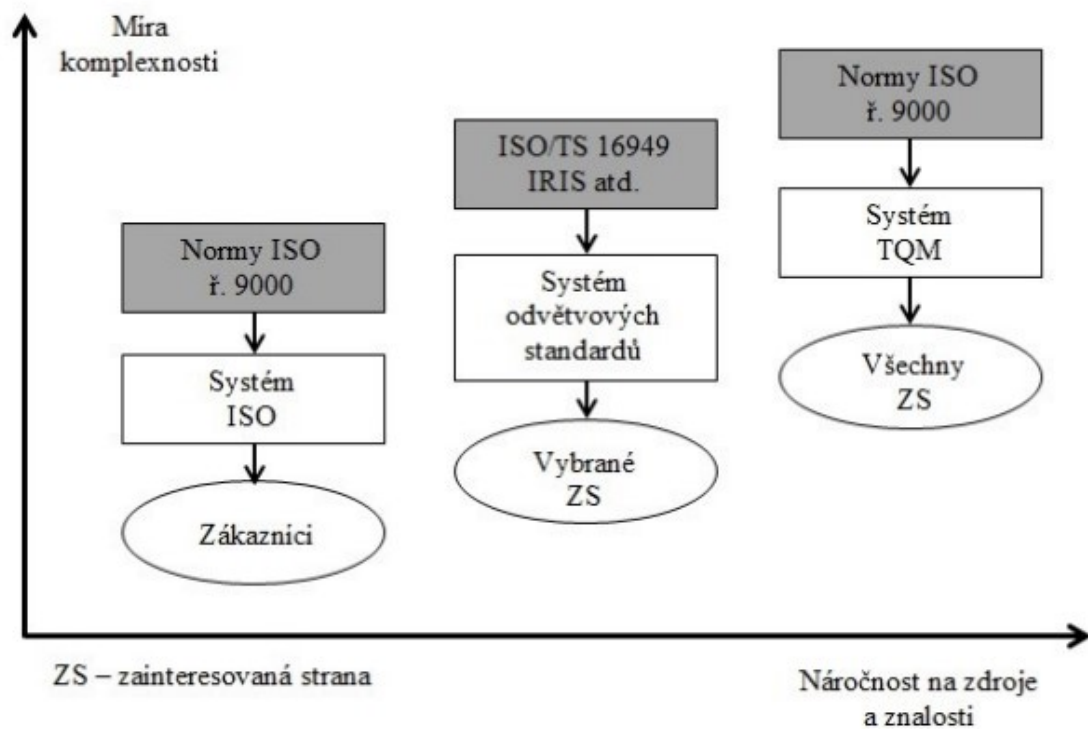 Míra
komplexnosti
Normy ISO
ř. 9000
Systém
ISO
Zákazníci
ISO/TS 16949
IRIS atd.
Systém
odvětvových
standardů
Vybrané
ZS
Normy ISO
ř. 9000
Systém
TQM
Všechny
ZS
ZS – zainteresovaná strana
Náročnost na zdroje
a znalosti